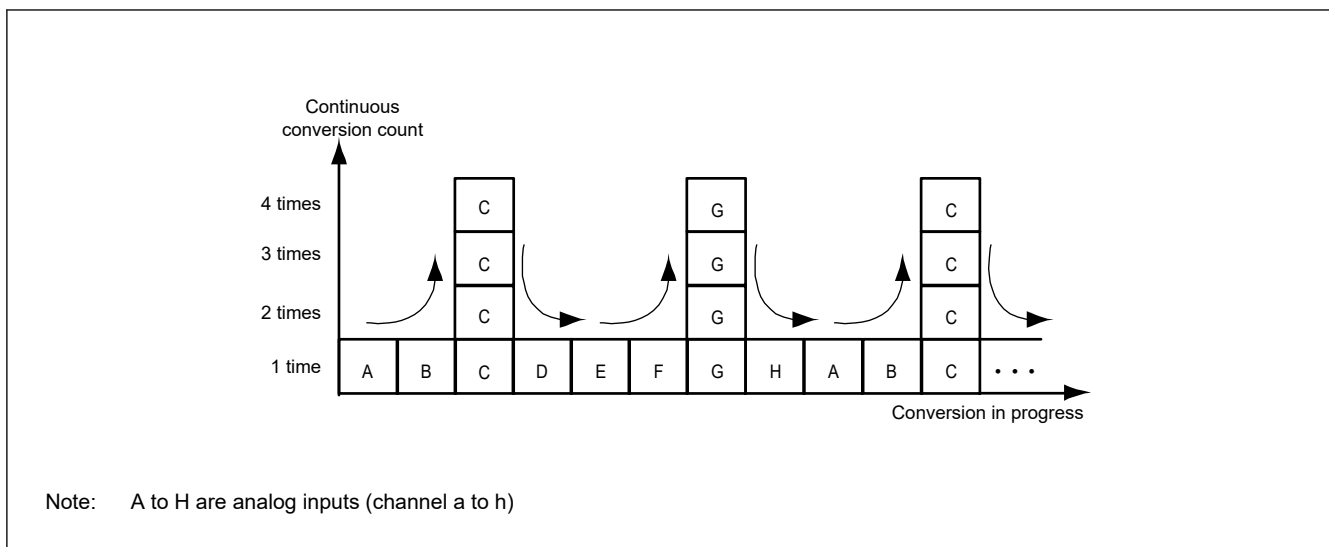 Continuous
conversion count
4 times
C
G
C
3 times
C
G
C
2 times
C
G
C
1 time
A
B
C
D
E
F
G
H
A
B
C
• • •
Conversion in progress
Note: A to H are analog inputs (channel a to h)